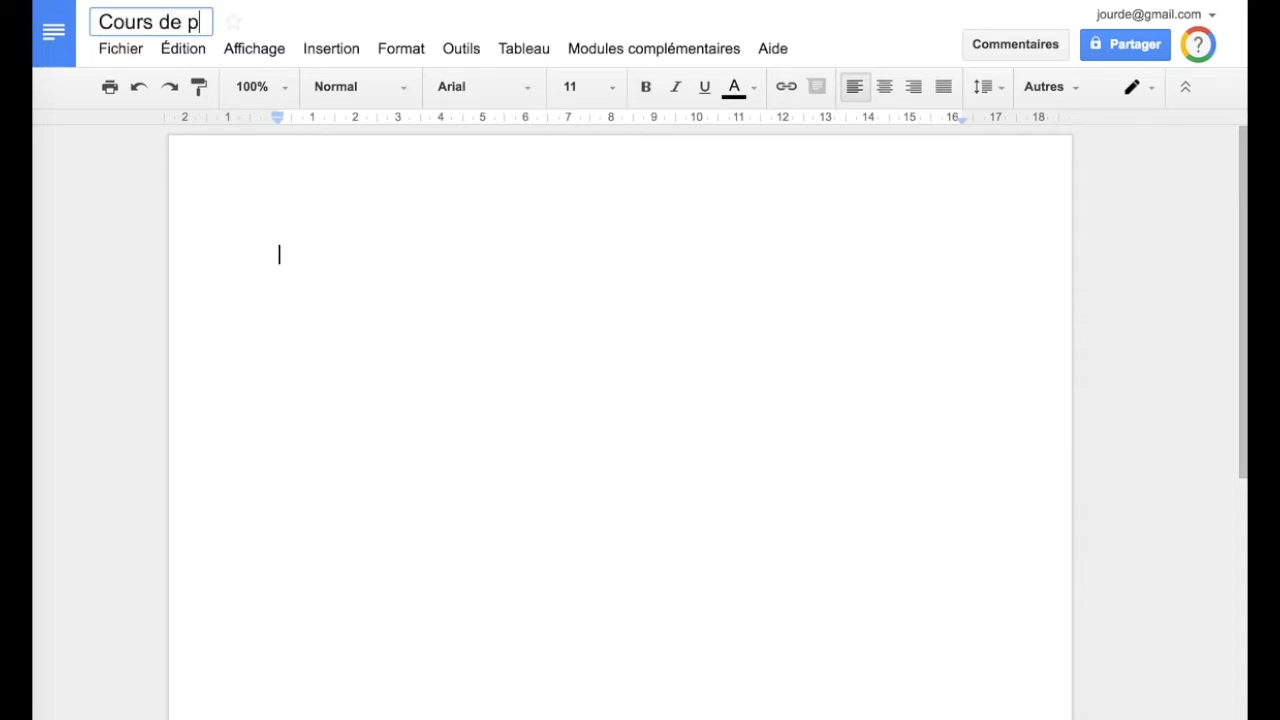 Cours de p
jourde@gmail.com
Fichier Édition Affichage Insertion Format Outils Tableau Modules complémentaires Aide
Commentaires Partager ?
100% Normal Arial 11 B I U A Autres
2 1 1 2 3 4 5 6 7 8 9 10 11 12 13 14 15 16 17 18